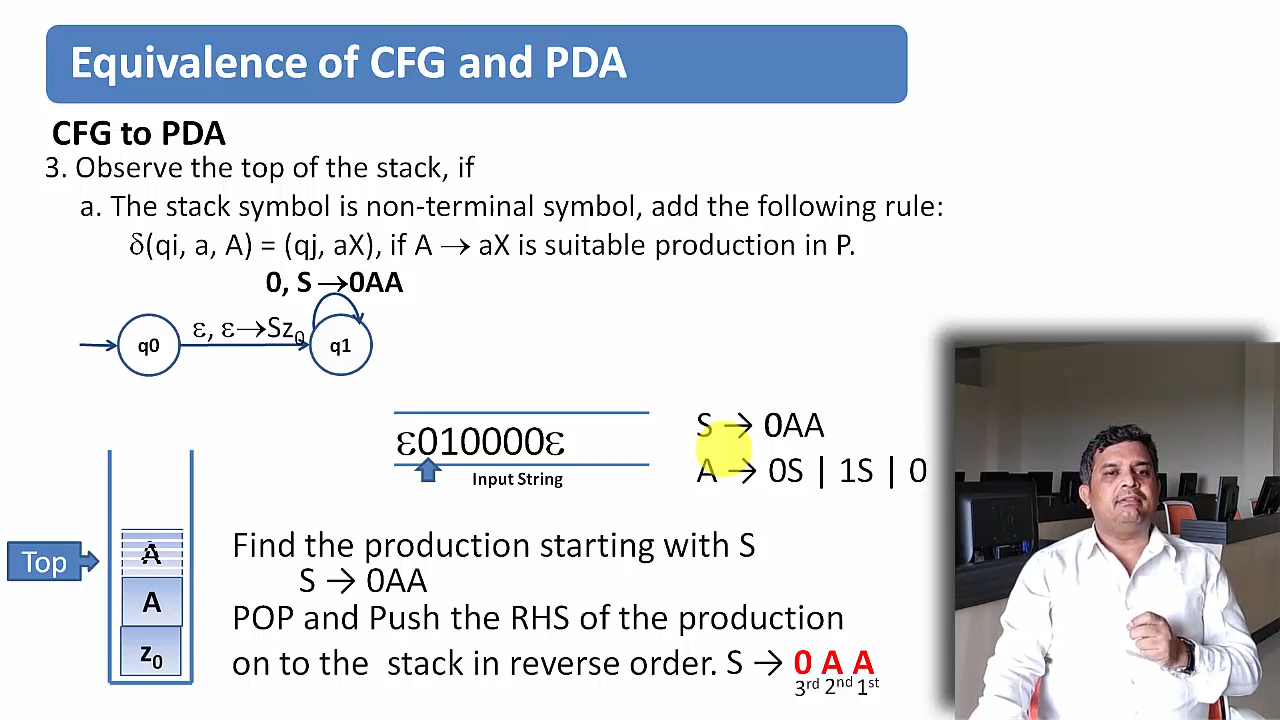 Equivalence of CFG and PDA
CFG to PDA
3. Observe the top of the stack, if
a. The stack symbol is non-terminal symbol, add the following rule:
δ(qi, a, A) = (qj, aX), if A → aX is suitable production in P.
0, S →0AA
ε, ε→Sz0
q0
q1
ε010000ε
Input String
S → 0AA
A → 0S | 1S | 0
Top
A
A
z0
Find the production starting with S
S → 0AA
POP and Push the RHS of the production
on to the stack in reverse order. S → 0 A A
3rd 2nd 1st